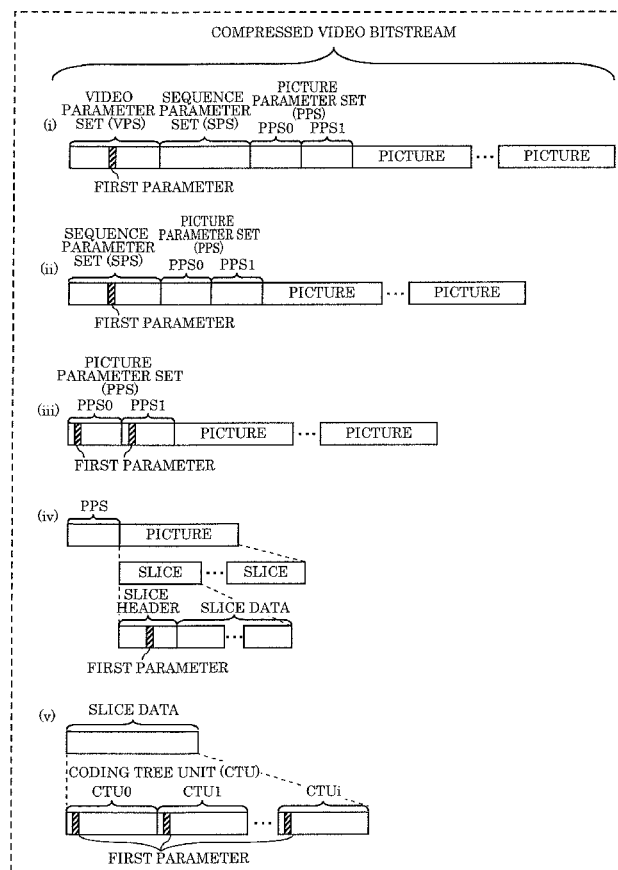 COMPRESSED VIDEO BITSTREAM
(i)
VIDEO
PARAMETER
SET (VPS)
SEQUENCE
PARAMETER
SET (SPS)
PICTURE
PARAMETER SET
(PPS)
PPS0
PPS1
PICTURE
...
PICTURE
FIRST PARAMETER
(ii)
SEQUENCE
PARAMETER
SET (SPS)
PICTURE
PARAMETER SET
(PPS)
PPS0
PPS1
PICTURE
...
PICTURE
FIRST PARAMETER
(iii)
PICTURE
PARAMETER SET
(PPS)
PPS0
PPS1
PICTURE
...
PICTURE
FIRST PARAMETER
(iv)
PPS
PICTURE
SLICE
...
SLICE
SLICE
HEADER
SLICE DATA
...
FIRST PARAMETER
(v)
SLICE DATA
CODING TREE UNIT (CTU)
CTU0
CTU1
CTUi
...
FIRST PARAMETER